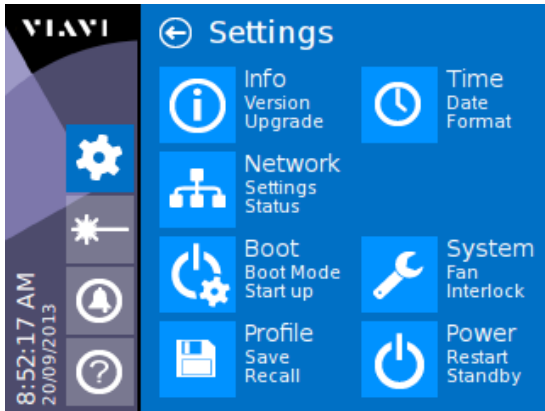 VIAVI
Settings
Info
Version
Upgrade
Time
Date
Format
Network
Settings
Status
Boot
Boot Mode
Start up
System
Fan
Interlock
Profile
Save
Recall
Power
Restart
Standby
8:52:17 AM
20/09/2013